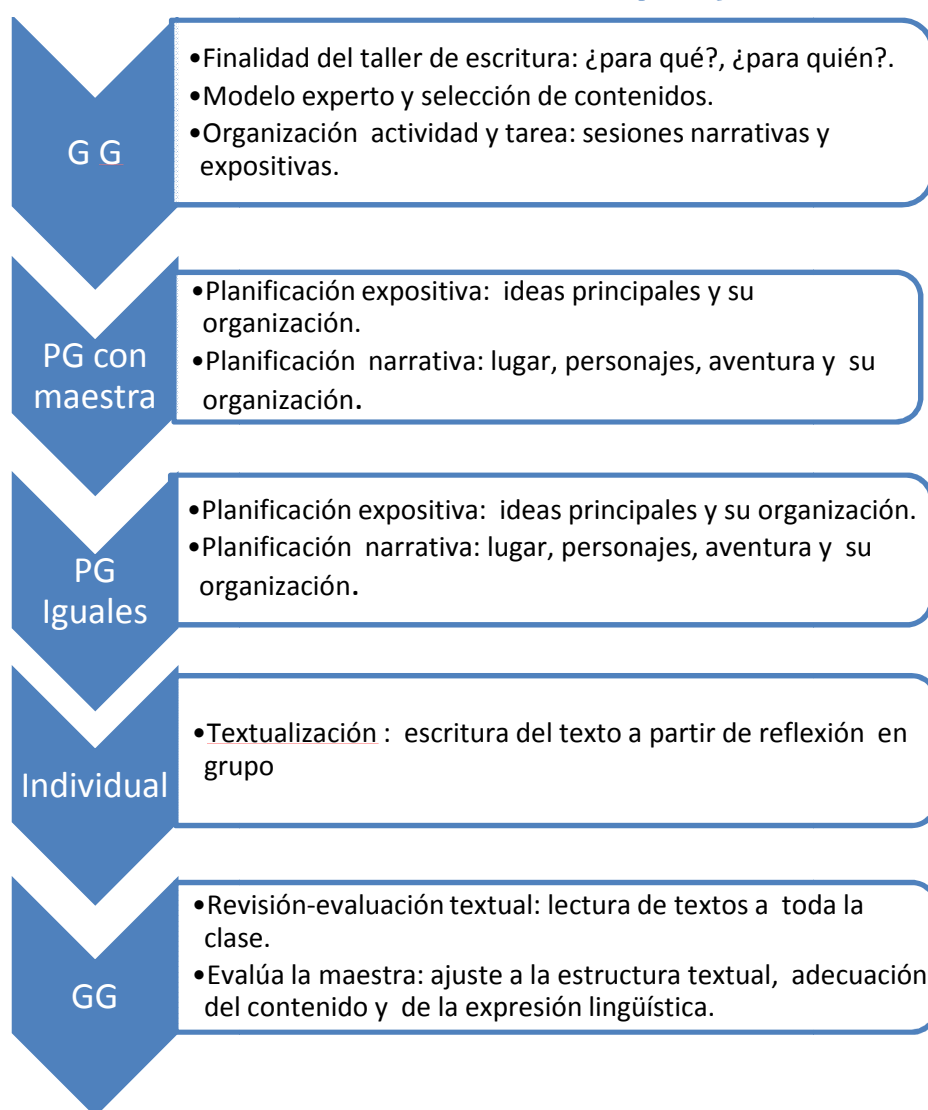 G G
•Finalidad del taller de escritura: ¿para qué?, ¿para quién?.
•Modelo experto y selección de contenidos.
•Organización actividad y tarea: sesiones narrativas y
expositivas.
PG con
maestra
•Planificación expositiva: ideas principales y su
organización.
•Planificación narrativa: lugar, personajes, aventura y su
organización.
PG
Iguales
•Planificación expositiva: ideas principales y su organización.
•Planificación narrativa: lugar, personajes, aventura y su
organización.
Individual
•Textualización : escritura del texto a partir de reflexión en
grupo
GG
•Revisión-evaluación textual: lectura de textos a toda la
clase.
•Evalúa la maestra: ajuste a la estructura textual, adecuación
del contenido y de la expresión lingüística.